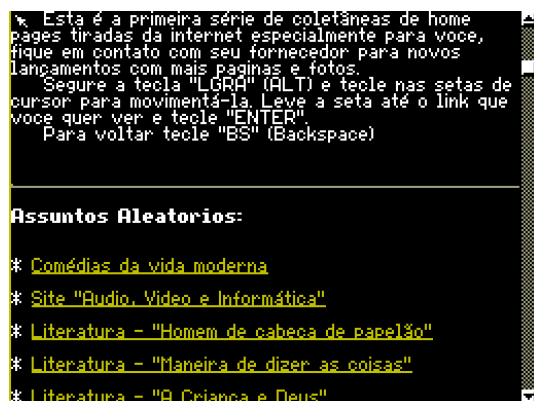 Esta é a primeira série de coletâneas de home
pages tiradas da internet especialmente para voce,
fique em contato com seu fornecedor para novos
lançamentos com mais paginas e fotos.
Segure a tecla "LGRA" (ALT) e tecle nas setas de
cursor para movimentá-la. Leve a seta até o link que
voce quer ver e tecle "ENTER".
Para voltar tecle "BS" (Backspace)
Assuntos Aleatorios:
* Comédias da vida moderna
* Site "Audio, Video e Informática"
* Literatura - "Homem de cabeca de papelão"
* Literatura - "Maneira de dizer as coisas"
* Literatura - "A Criança e Deus"